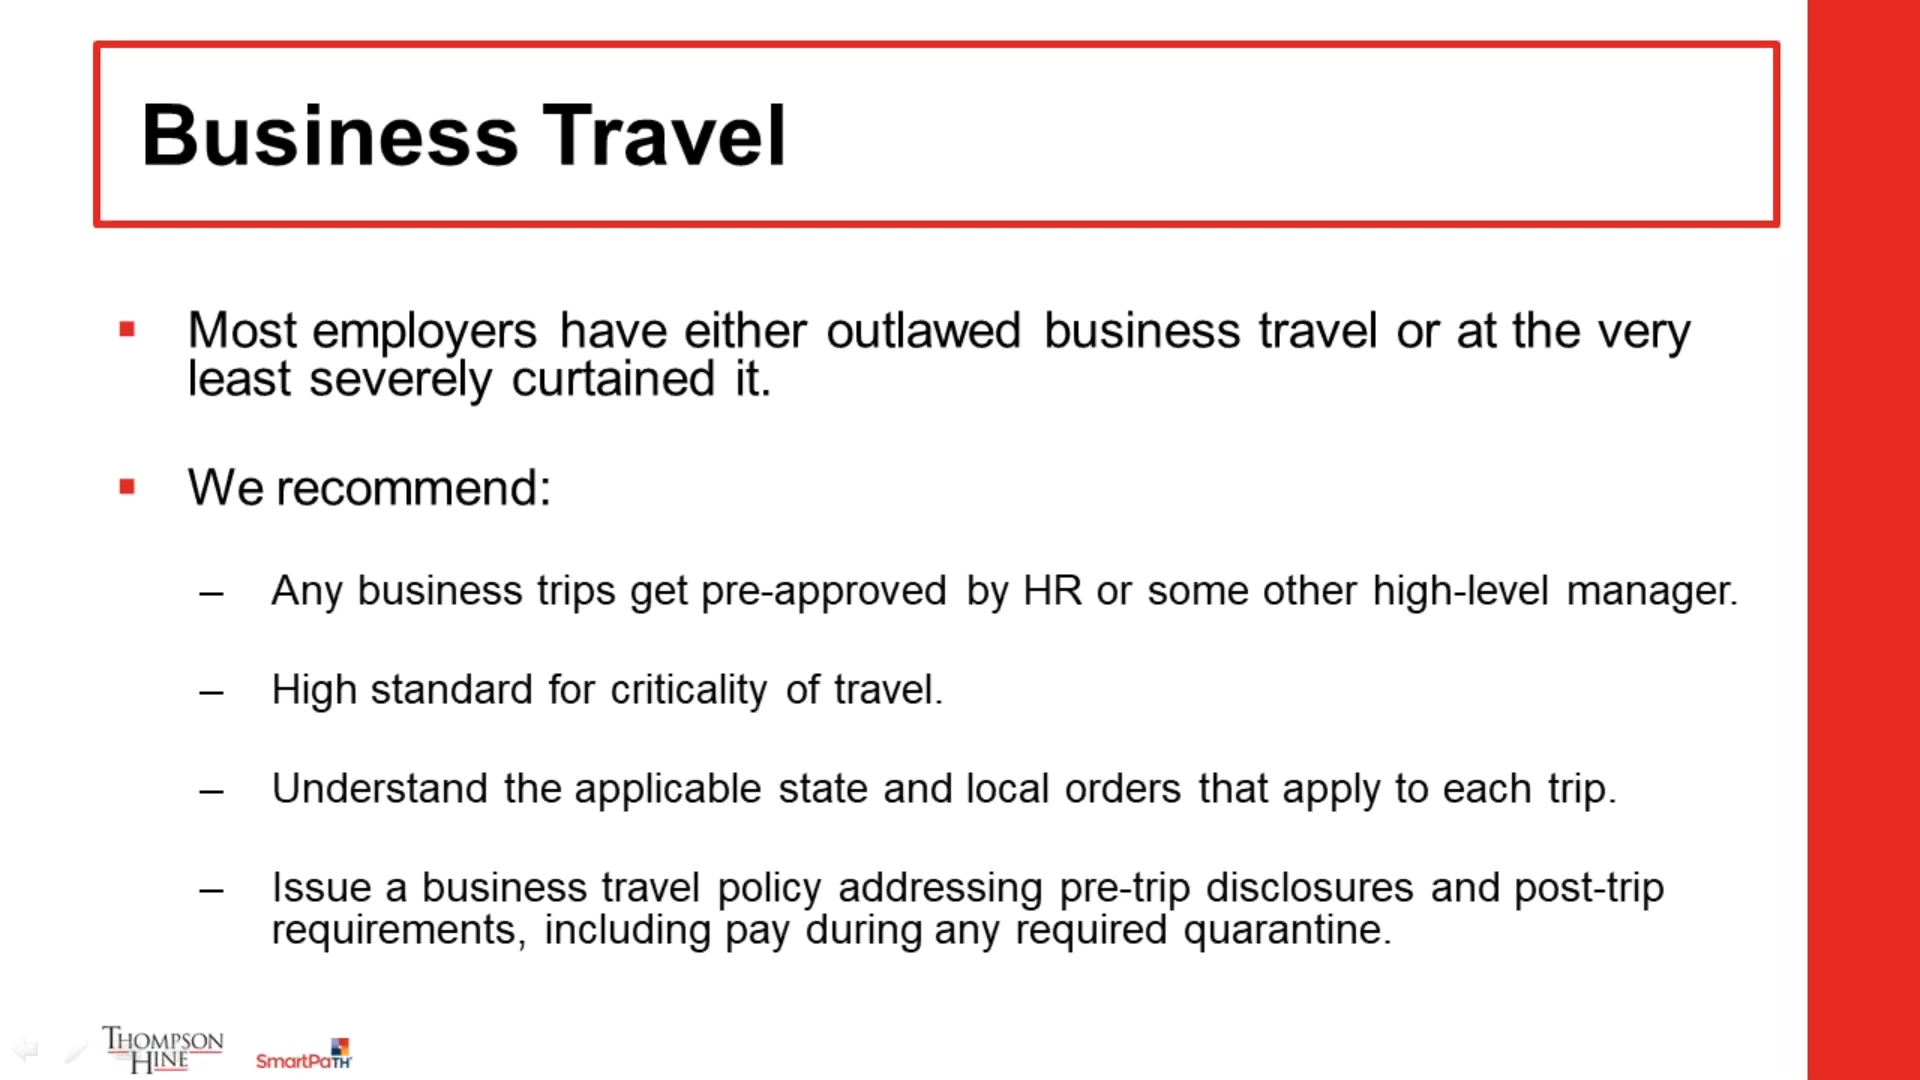 Business Travel
Most employers have either outlawed business travel or at the very
least severely curtained it.
We recommend:
– Any business trips get pre-approved by HR or some other high-level manager.
– High standard for criticality of travel.
– Understand the applicable state and local orders that apply to each trip.
– Issue a business travel policy addressing pre-trip disclosures and post-trip
requirements, including pay during any required quarantine.
THOMPSON
HINE
SmartPaTH